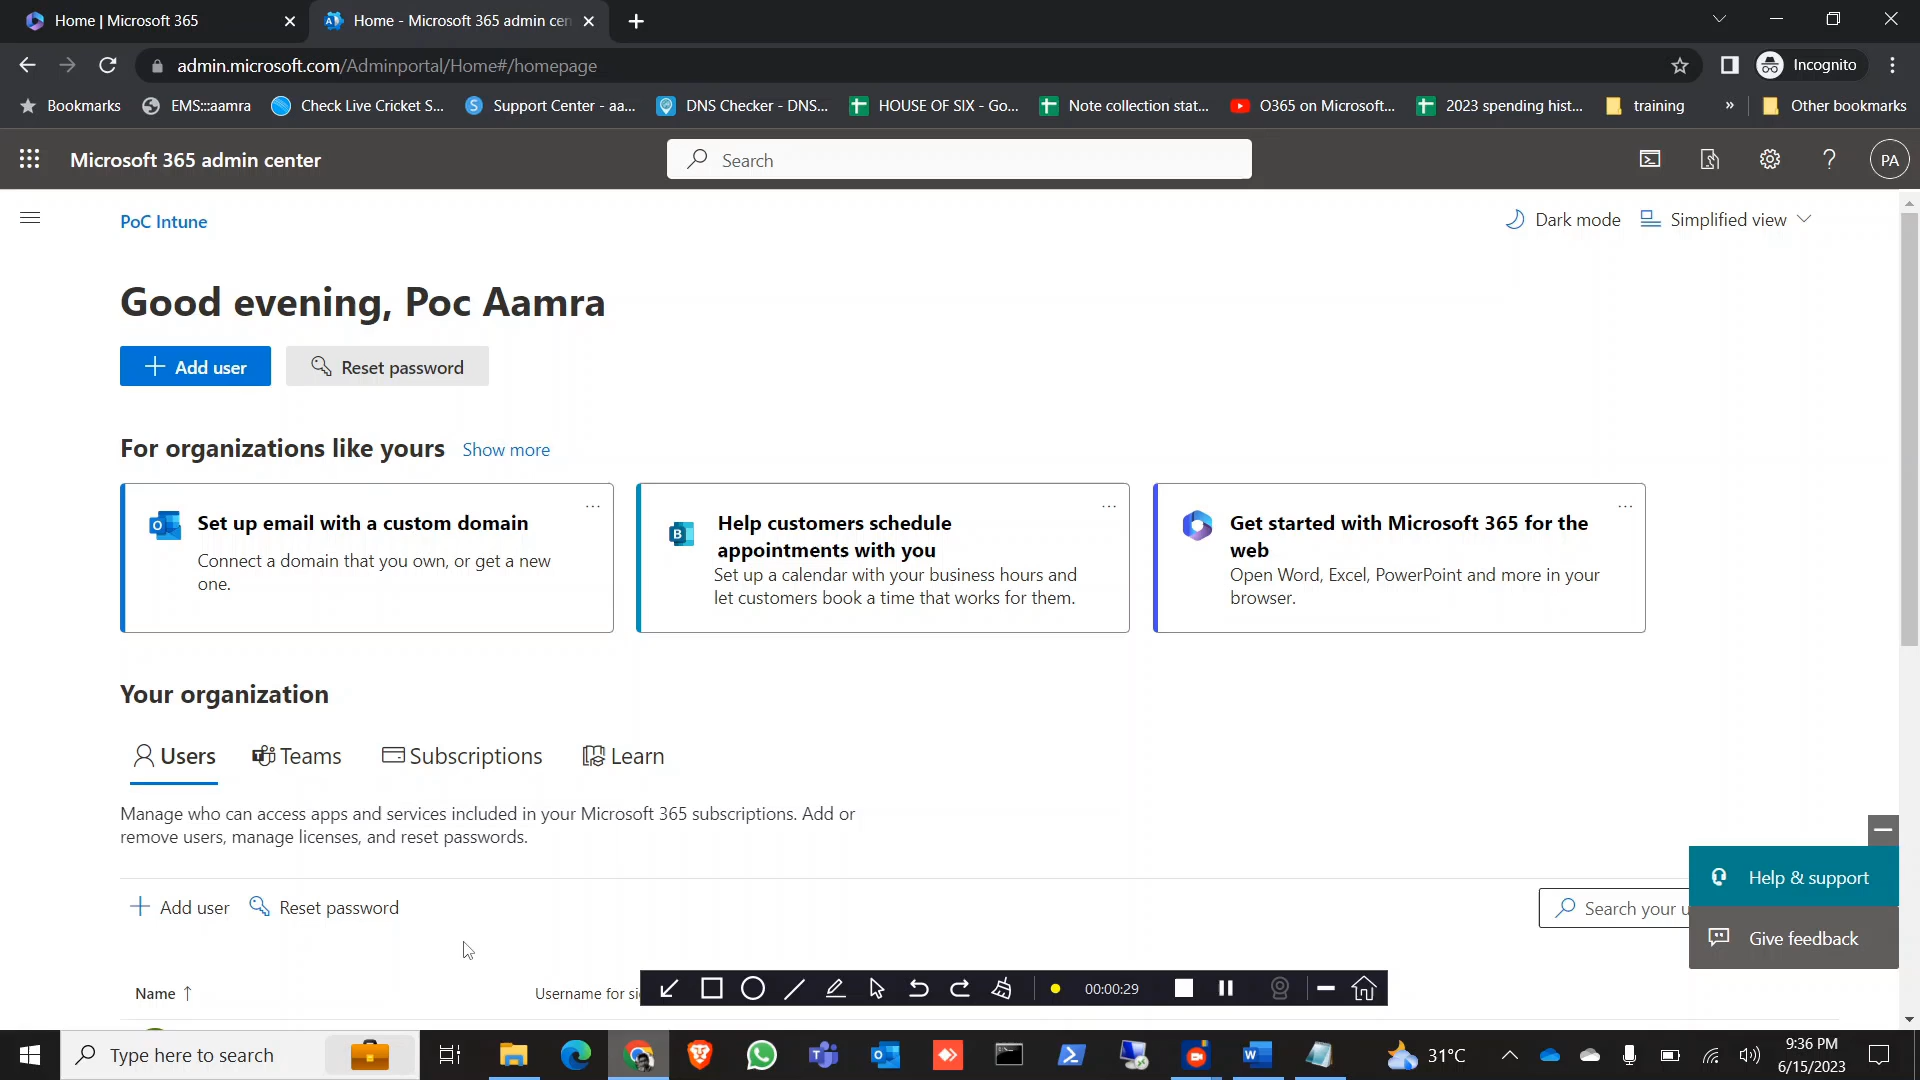 Home | Microsoft 365
Home - Microsoft 365 admin cen
admin.microsoft.com/Adminportal/Home#/homepage
Incognito
Bookmarks
EMS:::aamra
Check Live Cricket S...
Support Center - aa...
DNS Checker - DNS...
HOUSE OF SIX - Go...
Note collection stat...
O365 on Microsoft...
2023 spending hist...
training
»
Other bookmarks
Microsoft 365 admin center
Search
PA
PoC Intune
Dark mode
Simplified view
Good evening, Poc Aamra
Add user
Reset password
For organizations like yours
Show more
Set up email with a custom domain
Connect a domain that you own, or get a new
one.
Help customers schedule
appointments with you
Set up a calendar with your business hours and
let customers book a time that works for them.
Get started with Microsoft 365 for the
web
Open Word, Excel, PowerPoint and more in your
browser.
Your organization
Users
Teams
Subscriptions
Learn
Manage who can access apps and services included in your Microsoft 365 subscriptions. Add or
remove users, manage licenses, and reset passwords.
Add user
Reset password
Search your u
Help & support
Give feedback
Name ↑
Username for si
00:00:29
Type here to search
31°C
9:36 PM
6/15/2023